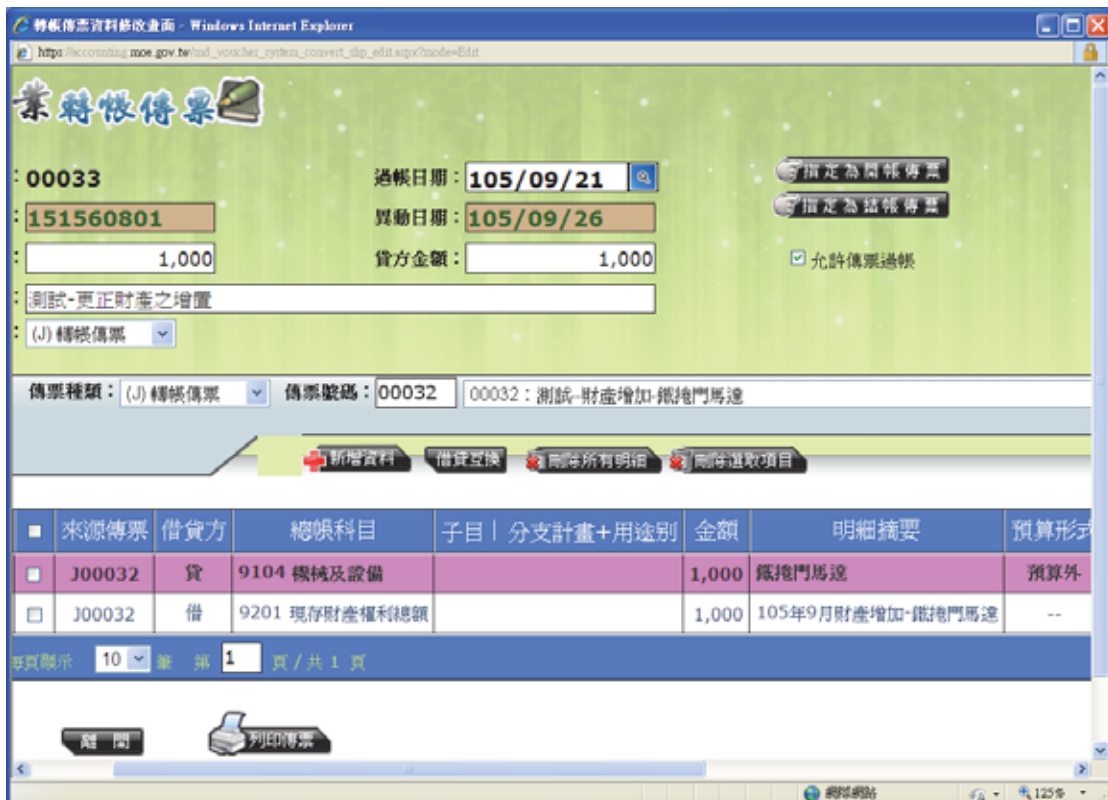 轉帳傳票資料修改畫面 - Windows Internet Explorer
https://accounting.moe.gov.tw/ind_voucher_system_convert_slip_edit.aspx?mode=Edit
業轉帳傳票
: 00033 過帳日期: 105/09/21 指定為開帳傳票
: 151560801 異動日期: 105/09/26 指定為結帳傳票
: 1,000 貸方金額: 1,000 允許傳票過帳
: 測試-更正財產之增置
: (J)轉帳傳票
傳票種類: (J)轉帳傳票 傳票號碼: 00032 00032:測試--財產增加-鐵捲門馬達
新增資料 借貸互換 刪除所有明細 刪除選取項目
來源傳票 借貸方 總帳科目 子目| 分支計畫+用途別 金額 明細摘要 預算形式
J00032 貸 9104 機械及設備 1,000 鐵捲門馬達 預算外
J00032 借 9201 現存財產權利總額 1,000 105年9月財產增加-鐵捲門馬達 --
每頁顯示 10 筆 第 1 頁/共 1 頁
離 開 列印傳票
網際網路 125%